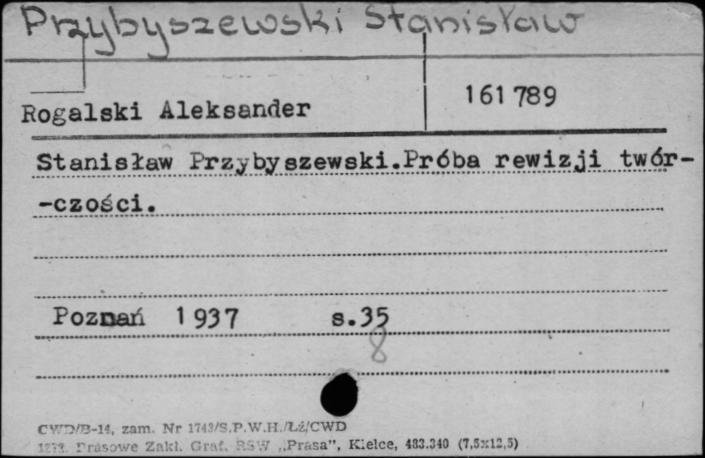 Przybyszewski Stanisław
Rogalski Aleksander 161 789
Stanisław Przybyszewski.Próba rewizji twór-
-czości.
Poznań 1937 s.35
8
CWD/B-14, zam. Nr 1743/S.P.W.H./Łź/CWD
Prasowe Zakł. Graf. RSW „Prasa", Kielce, 483.340 (7,5x12,5)